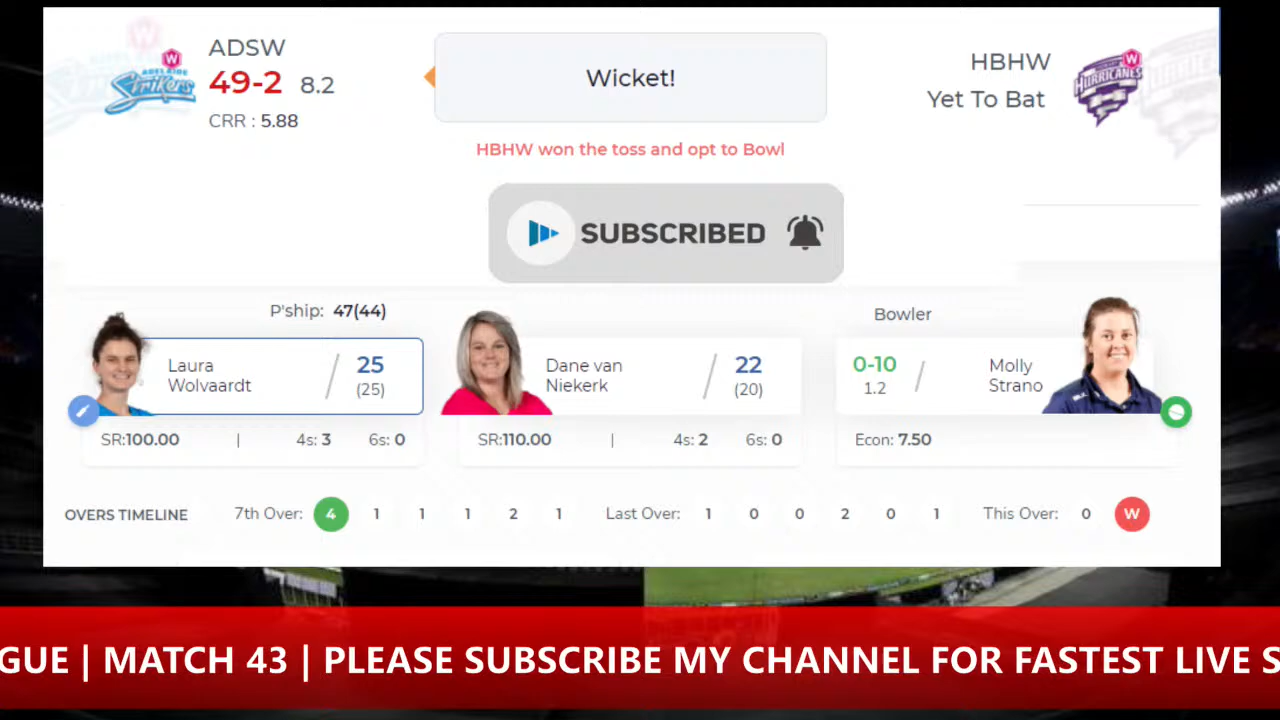 ADSW
49-2 8.2
CRR : 5.88
W
ADELAIDE
STRIKERS
Wicket!
HBHW won the toss and opt to Bowl
HBHW
Yet To Bat
W
HURRICANES
SUBSCRIBED
P'ship: 47(44)
Laura
Wolvaardt
25
(25)
SR:100.00 | 4s: 3 6s: 0
Dane van
Niekerk
22
(20)
SR:110.00 | 4s: 2 6s: 0
Bowler
0-10
1.2
Molly
Strano
Econ: 7.50
OVERS TIMELINE 7th Over: 4 1 1 1 2 1 Last Over: 1 0 0 2 0 1 This Over: 0 W
GUE | MATCH 43 | PLEASE SUBSCRIBE MY CHANNEL FOR FASTEST LIVE S